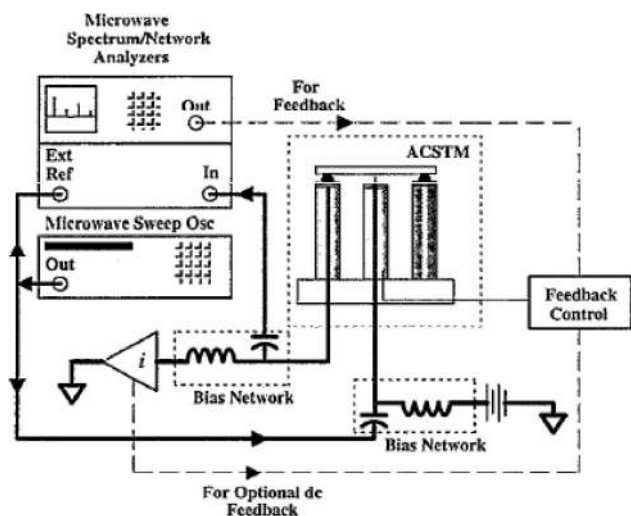 Microwave
Spectrum/Network
Analyzers
For
Feedback
Out
ACSTM
Ext
Ref
In
Microwave Sweep Osc
Out
Feedback
Control
i
Bias Network
Bias Network
For Optional dc
Feedback